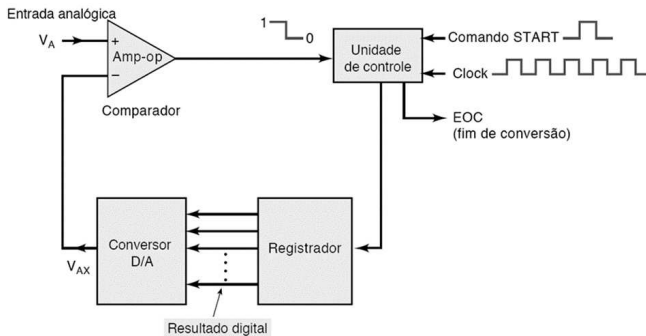 Entrada analógica
V_A
+
Amp-op
−
Comparador
1
0
Unidade
de controle
Comando START
Clock
EOC
(fim de conversão)
Conversor
D/A
V_AX
Registrador
Resultado digital